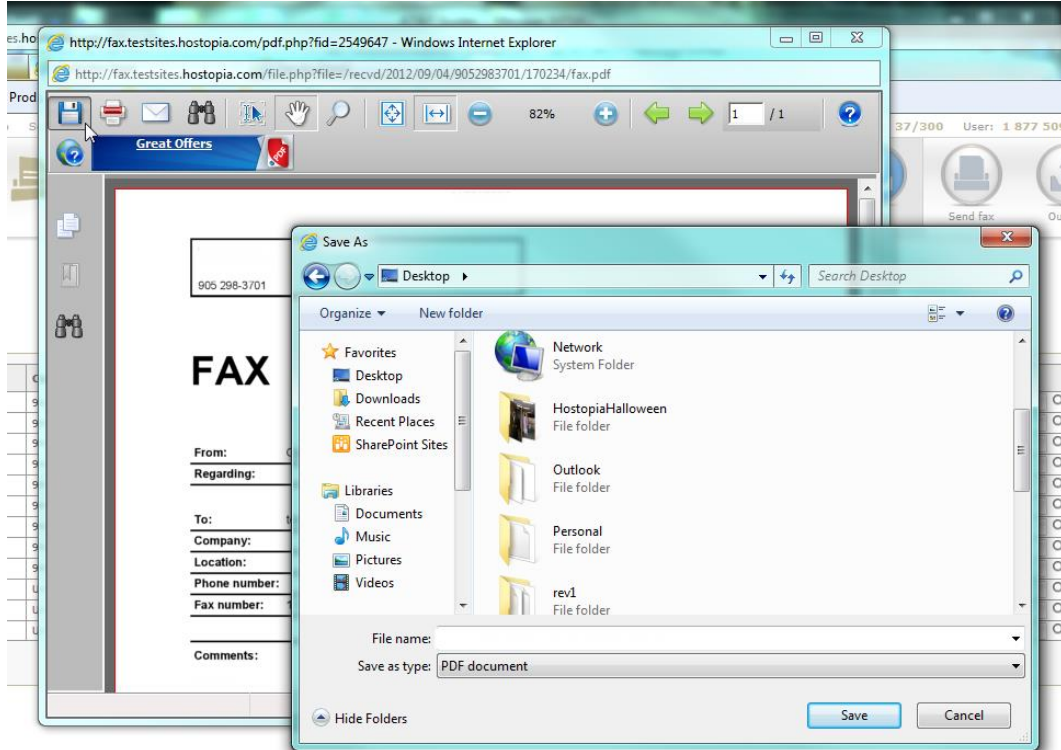 es.ho
http://fax.testsites.hostopia.com/pdf.php?fid=2549647 - Windows Internet Explorer
http://fax.testsites.hostopia.com/file.php?file=/recvd/2012/09/04/9052983701/170234/fax.pdf
Prod
82%
1 / 1
37/300 User: 1 877 50
Great Offers
PDF
Send fax
Ou
905 298-3701
FAX
From:
Regarding:
To:
Company:
Location:
Phone number:
Fax number:
Comments:
Save As
Desktop
Search Desktop
Organize
New folder
Favorites
Desktop
Downloads
Recent Places
SharePoint Sites
Libraries
Documents
Music
Pictures
Videos
Network
System Folder
HostopiaHalloween
File folder
Outlook
File folder
Personal
File folder
rev1
File folder
File name:
Save as type: PDF document
Hide Folders
Save
Cancel